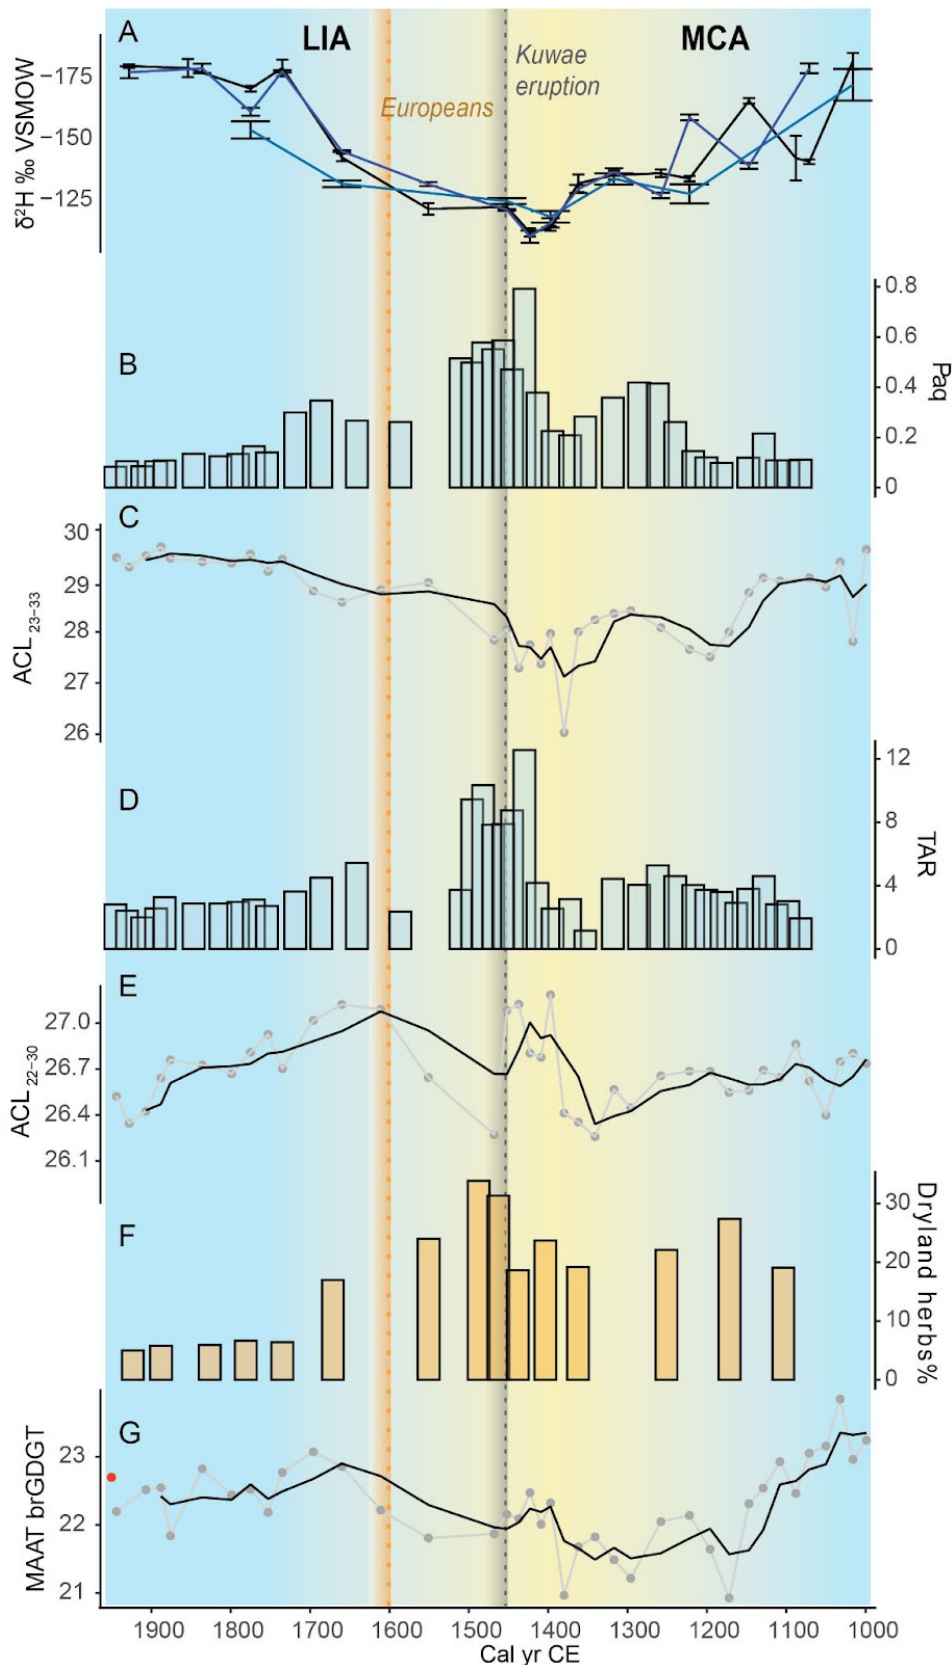 A
LIA
MCA
Kuwae
eruption
Europeans
−175
−150
−125
δ²H ‰ VSMOW
B
0.8
0.6
0.4
0.2
0
Paq
C
30
29
28
27
26
ACL₂₃₋₃₃
D
12
8
4
0
TAR
E
27.0
26.7
26.4
26.1
ACL₂₂₋₃₀
F
30
20
10
0
Dryland herbs%
G
23
22
21
MAAT brGDGT
1900 1800 1700 1600 1500 1400 1300 1200 1100 1000
Cal yr CE